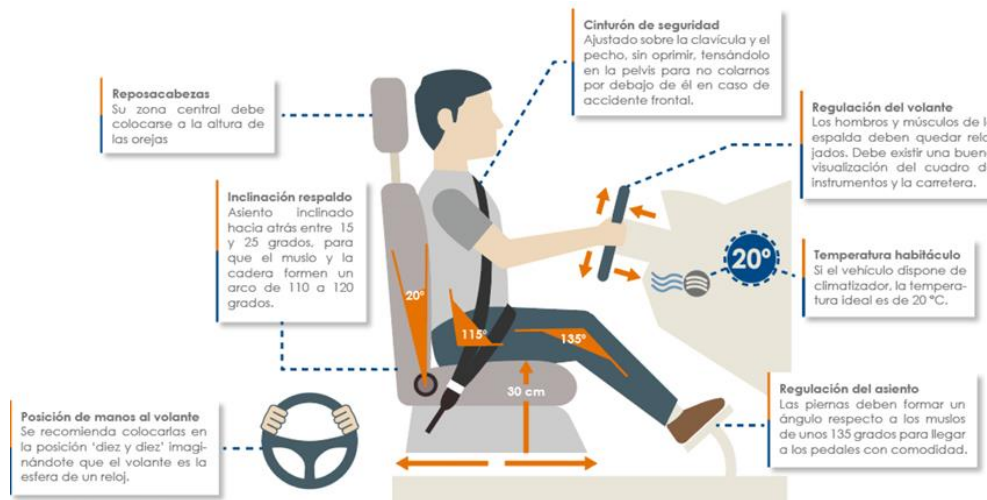 Cinturón de seguridad
Ajustado sobre la clavícula y el
pecho, sin oprimir, tensándolo
en la pelvis para no colarnos
por debajo de él en caso de
accidente frontal.
Reposacabezas
Su zona central debe
colocarse a la altura de
las orejas
Regulación del volante
Los hombros y músculos de l
espalda deben quedar rela
jados. Debe existir una buen
visualización del cuadro d
instrumentos y la carretera.
Inclinación respaldo
Asiento inclinado
hacia atrás entre 15
y 25 grados, para
que el muslo y la
cadera formen un
arco de 110 a 120
grados.
20º
Temperatura habitáculo
Si el vehículo dispone de
climatizador, la tempera-
tura ideal es de 20 °C.
20º
115º
135º
30 cm
Posición de manos al volante
Se recomienda colocarlas en
la posición ‘diez y diez’ imagi-
nándote que el volante es la
esfera de un reloj.
Regulación del asiento
Las piernas deben formar un
ángulo respecto a los muslos
de unos 135 grados para llegar
a los pedales con comodidad.